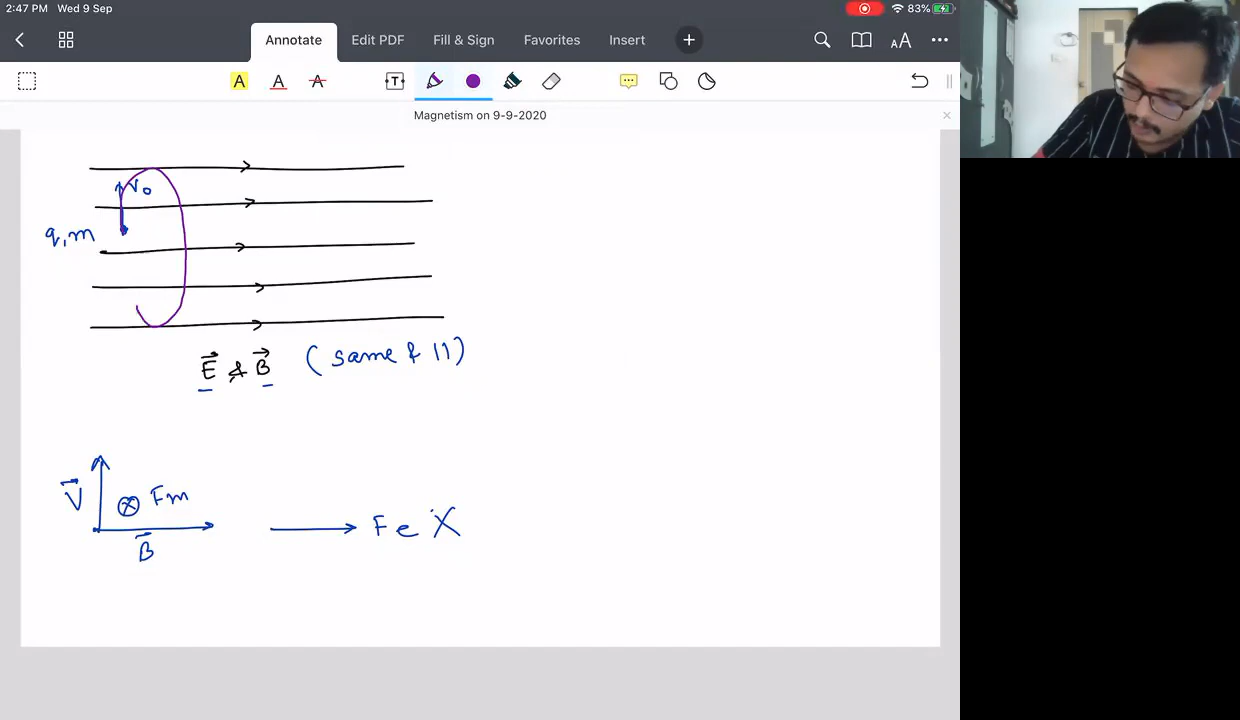 2:47 PM Wed 9 Sep
83%
Annotate Edit PDF Fill & Sign Favorites Insert
AA
A A A T
Magnetism on 9-9-2020
v₀
q,m
E⃗ & B⃗ (same & ||)
V⃗
Fm
Fe X
B⃗